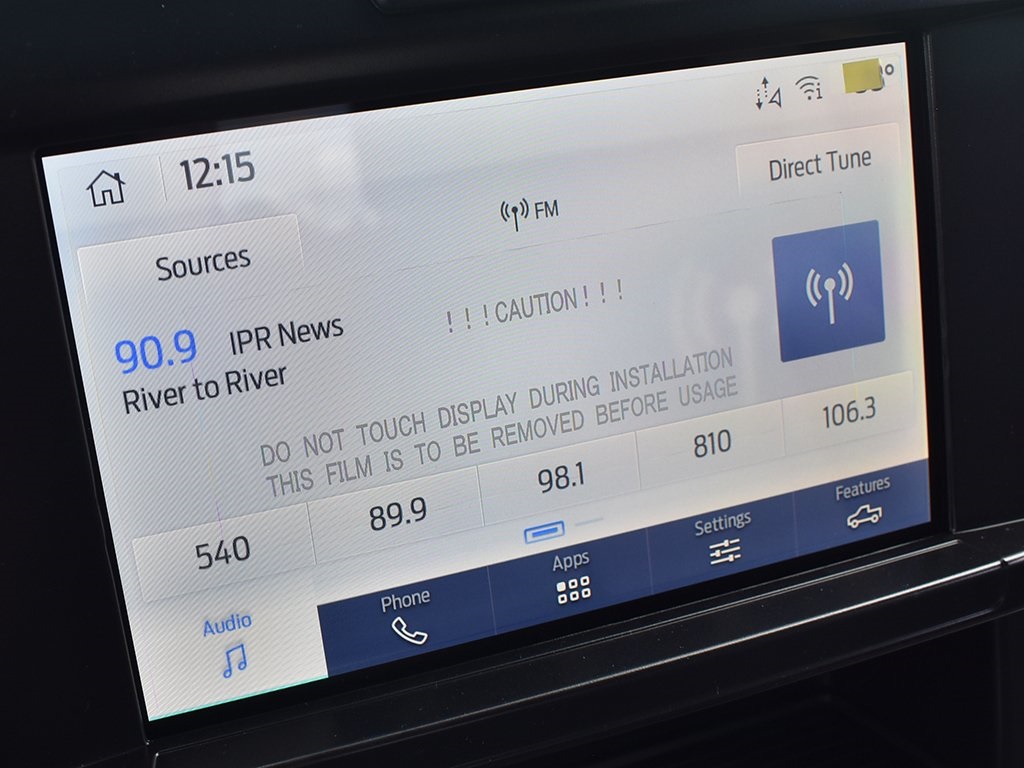 12:15
Direct Tune
FM
Sources
! ! ! CAUTION ! ! !
90.9 IPR News
River to River
DO NOT TOUCH DISPLAY DURING INSTALLATION
THIS FILM IS TO BE REMOVED BEFORE USAGE
540 89.9 98.1 810 106.3
Audio Phone Apps Settings Features